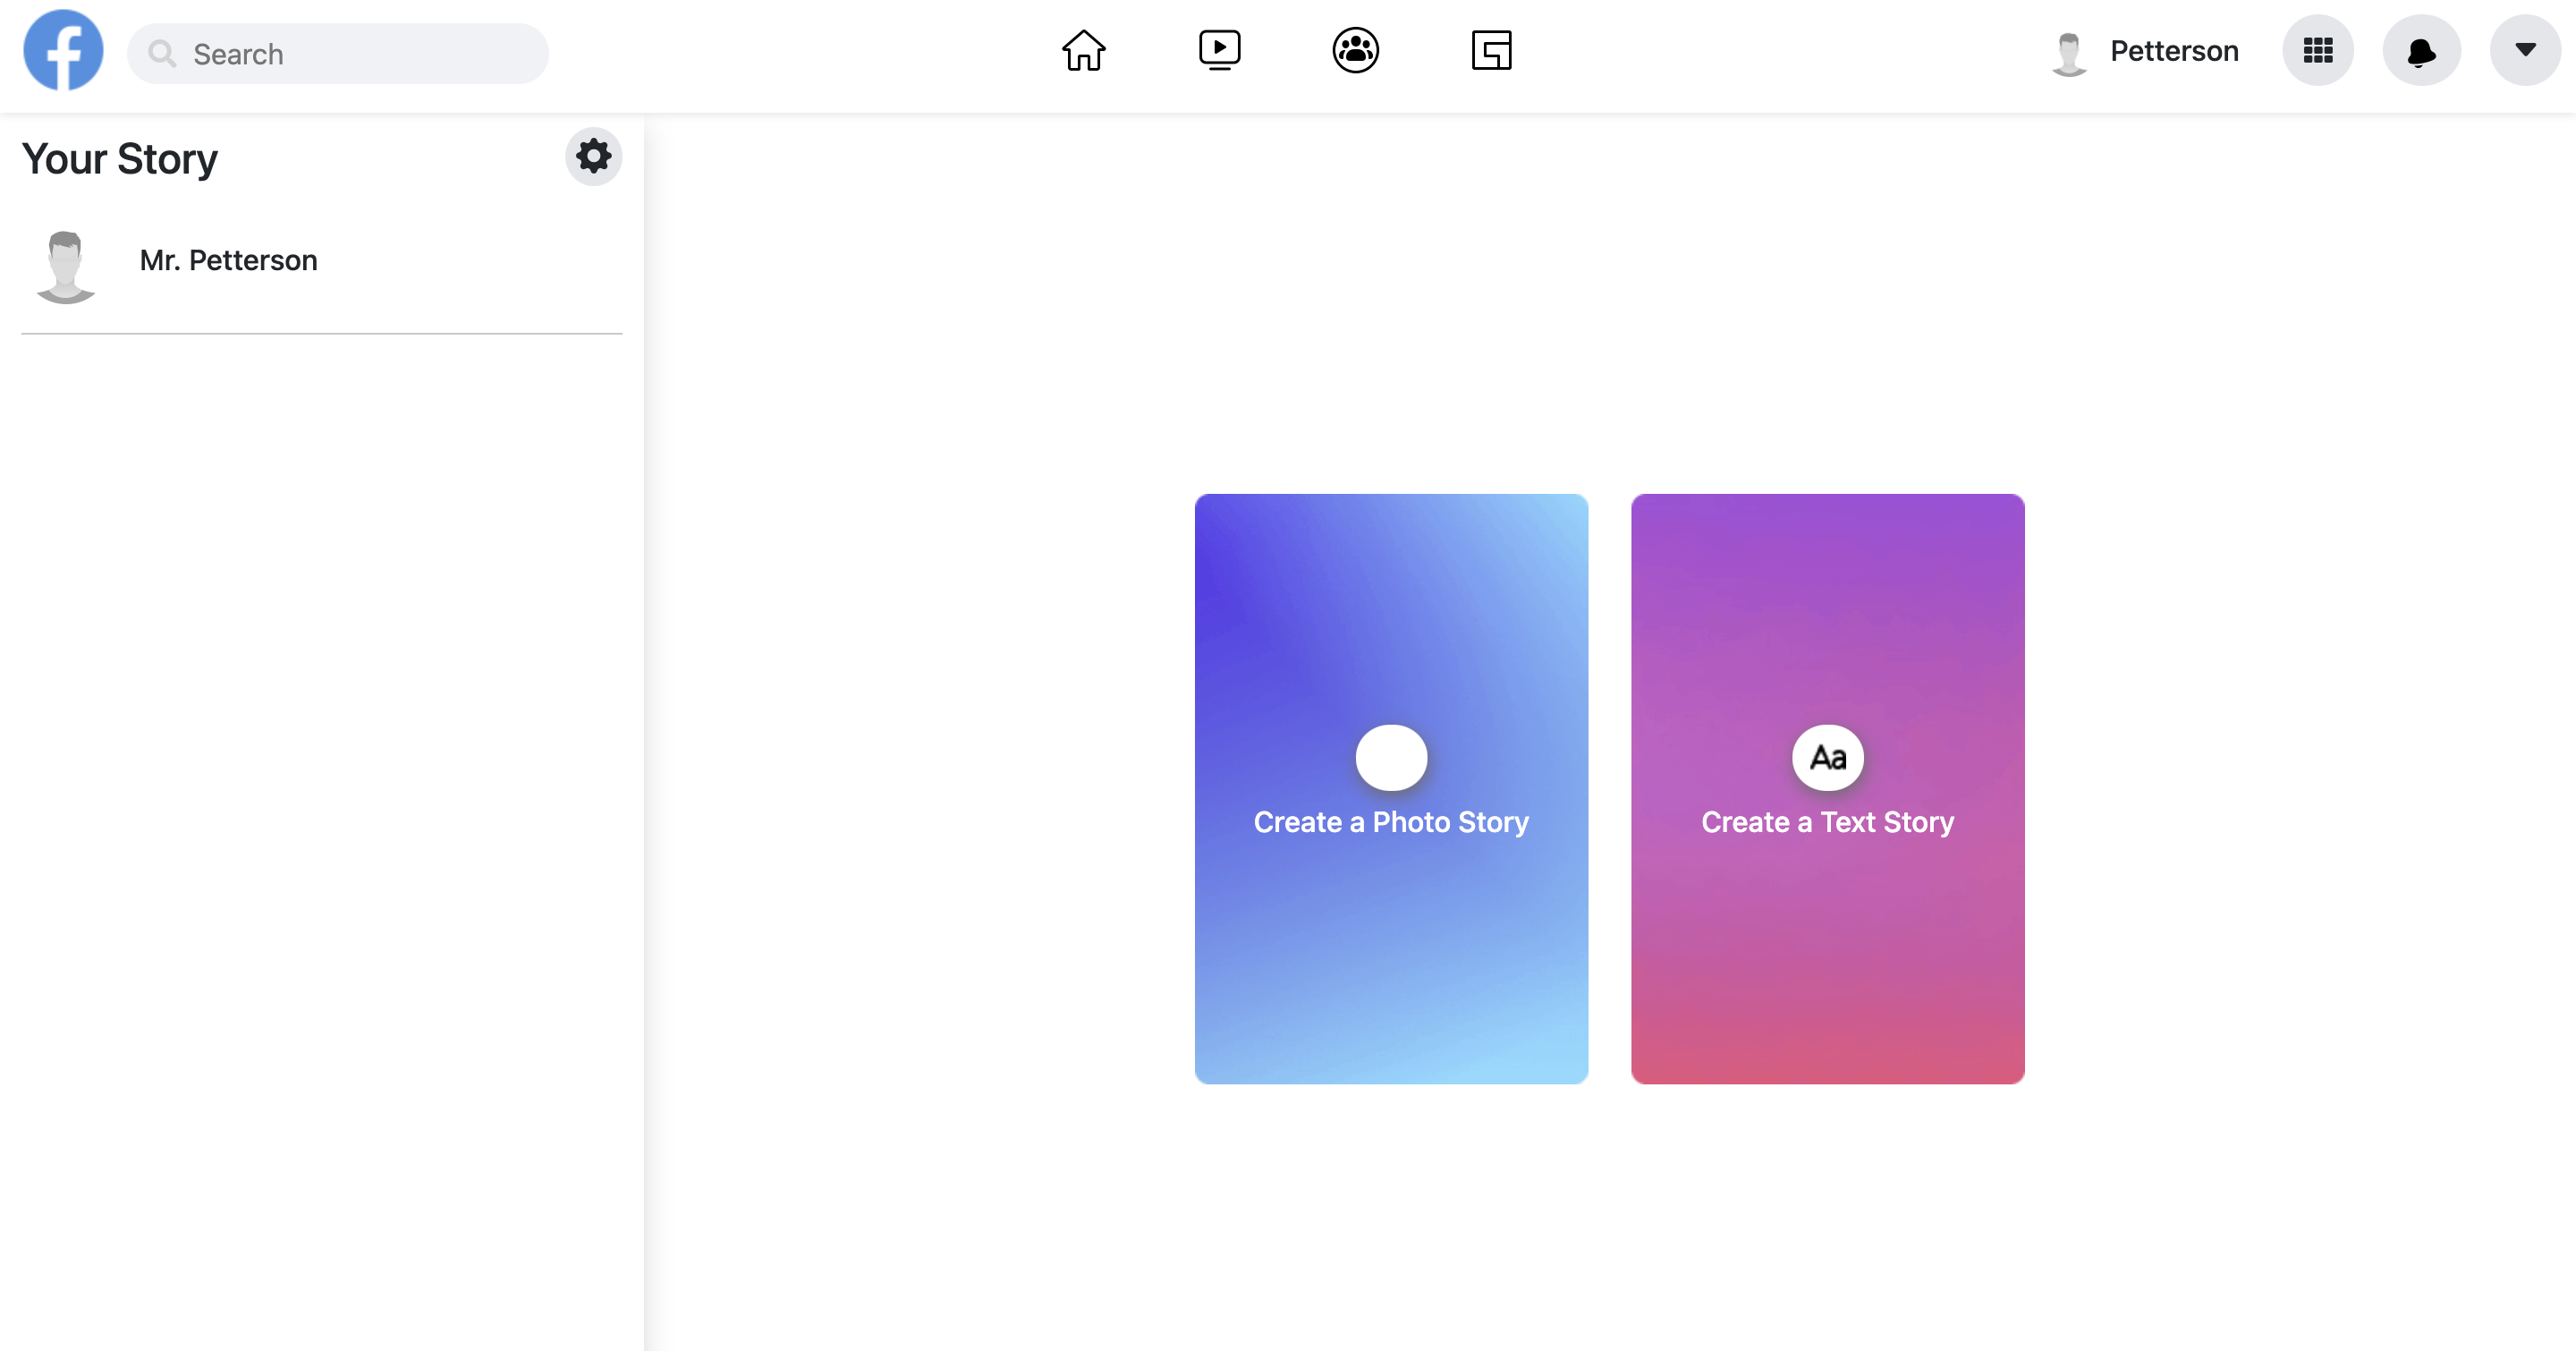 Search
Petterson
Your Story
Mr. Petterson
Aa
Create a Photo Story
Create a Text Story